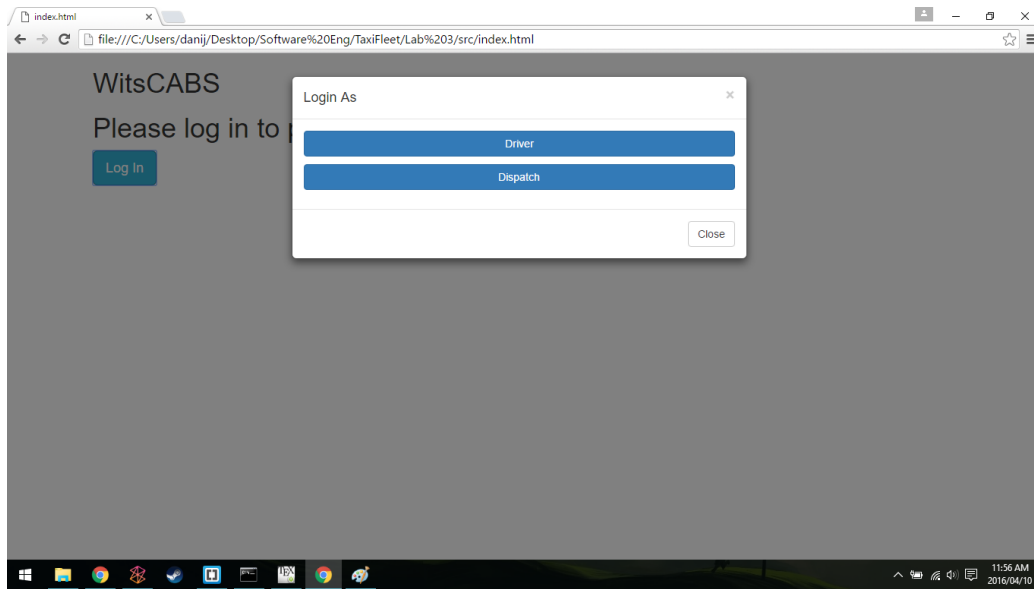 index.html
file:///C:/Users/danij/Desktop/Software%20Eng/TaxiFleet/Lab%203/src/index.html
WitsCABS
Please log in to
Log In
Login As
Driver
Dispatch
Close
11:56 AM
2016/04/10